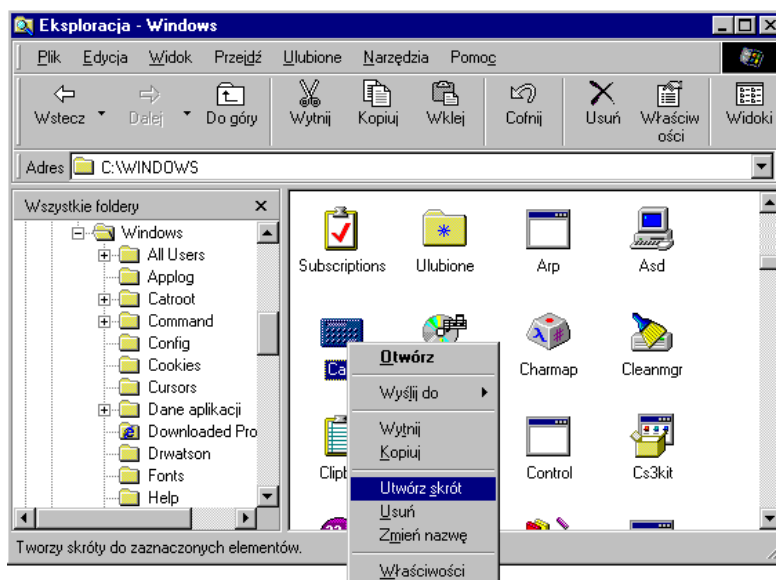 Eksploracja - Windows
Plik Edycja Widok Przejdź Ulubione Narzędzia Pomoc
Wstecz Dalej Do góry Wytnij Kopiuj Wklej Cofnij Usuń Właściwości Widoki
Adres C:\WINDOWS
Wszystkie foldery
Windows
All Users
Applog
Catroot
Command
Config
Cookies
Cursors
Dane aplikacji
Downloaded Pro
Drwatson
Fonts
Help
Subscriptions Ulubione Arp Asd
Ca Charmap Cleanmgr
Clipb Control Cs3kit
Otwórz
Wyślij do
Wytnij
Kopiuj
Utwórz skrót
Usuń
Zmień nazwę
Właściwości
Tworzy skróty do zaznaczonych elementów.